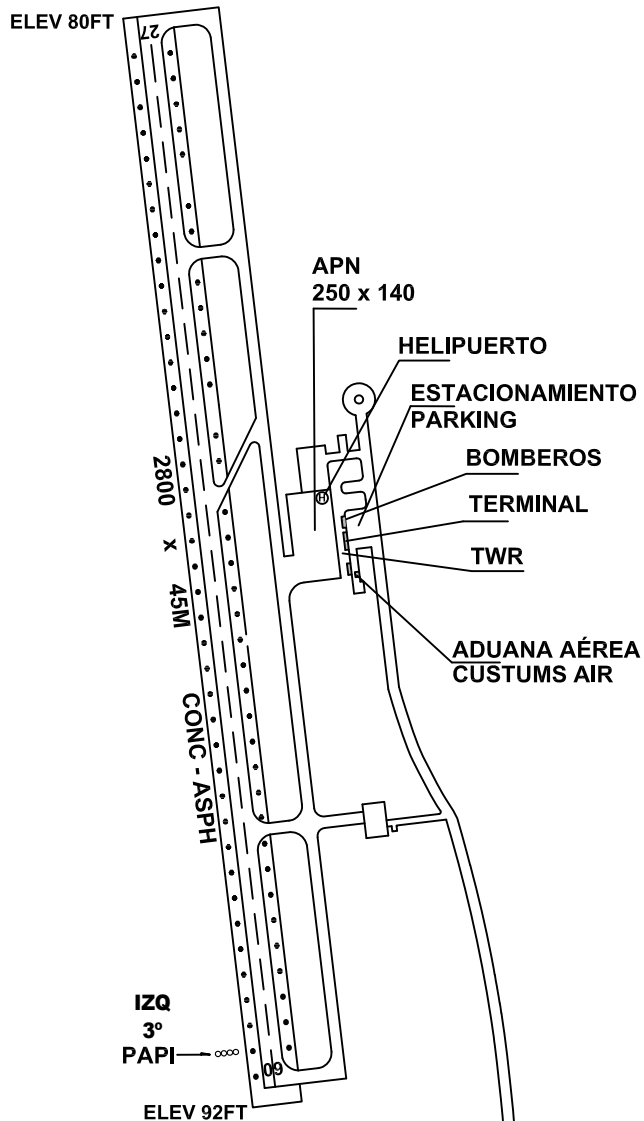 ELEV 80FT
27
APN
250 x 140
HELIPUERTO
ESTACIONAMIENTO
PARKING
H
BOMBEROS
TERMINAL
TWR
2800 x 45M
CONC - ASPH
ADUANA AÉREA
CUSTUMS AIR
IZQ
3º
PAPI
09
ELEV 92FT